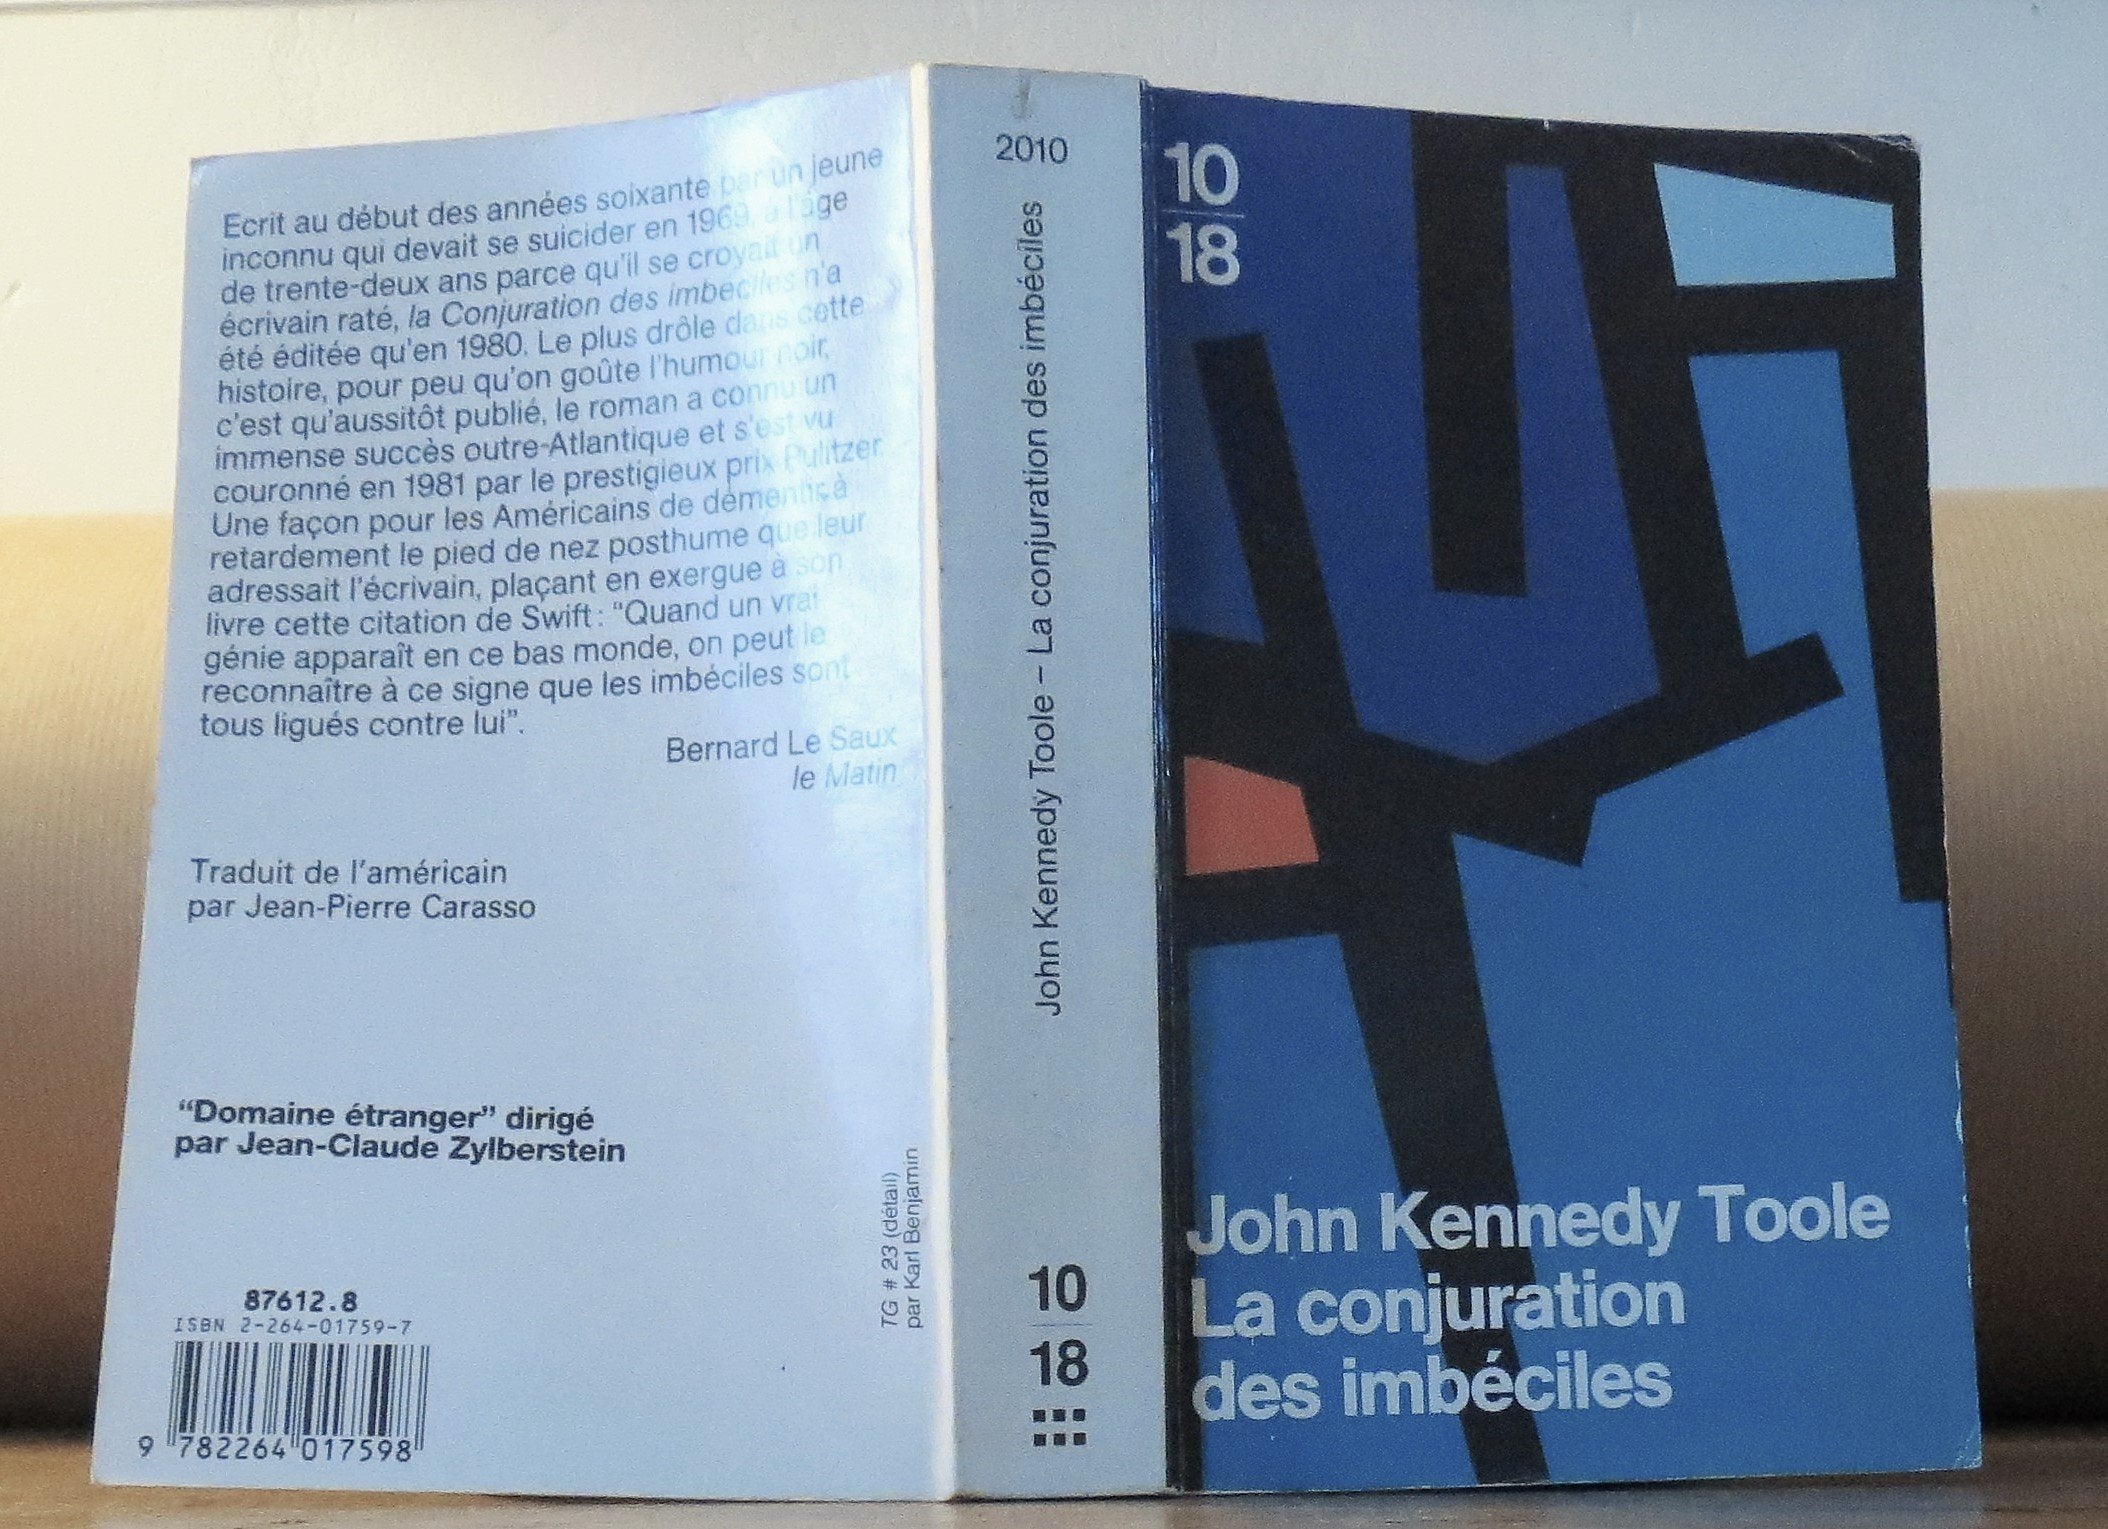 Ecrit au début des années soixante par un jeune
inconnu qui devait se suicider en 1969, à l'âge
de trente-deux ans parce qu'il se croyait un
écrivain raté, la Conjuration des imbéciles n'a
été éditée qu'en 1980. Le plus drôle dans cette
histoire, pour peu qu'on goûte l'humour noir,
c'est qu'aussitôt publié, le roman a connu un
immense succès outre-Atlantique et s'est vu
couronné en 1981 par le prestigieux prix Pulitzer.
Une façon pour les Américains de démentir à
retardement le pied de nez posthume que leur
adressait l'écrivain, plaçant en exergue à son
livre cette citation de Swift : "Quand un vrai
génie apparaît en ce bas monde, on peut le
reconnaître à ce signe que les imbéciles sont
tous ligués contre lui".
Bernard Le Saux
le Matin
Traduit de l'américain
par Jean-Pierre Carasso
"Domaine étranger" dirigé
par Jean-Claude Zylberstein
TG # 23 (détail)
par Karl Benjamin
87612.8
ISBN 2-264-01759-7
9 782264 017598
2010
John Kennedy Toole – La conjuration des imbéciles
10
18
10
18
John Kennedy Toole
La conjuration
des imbéciles